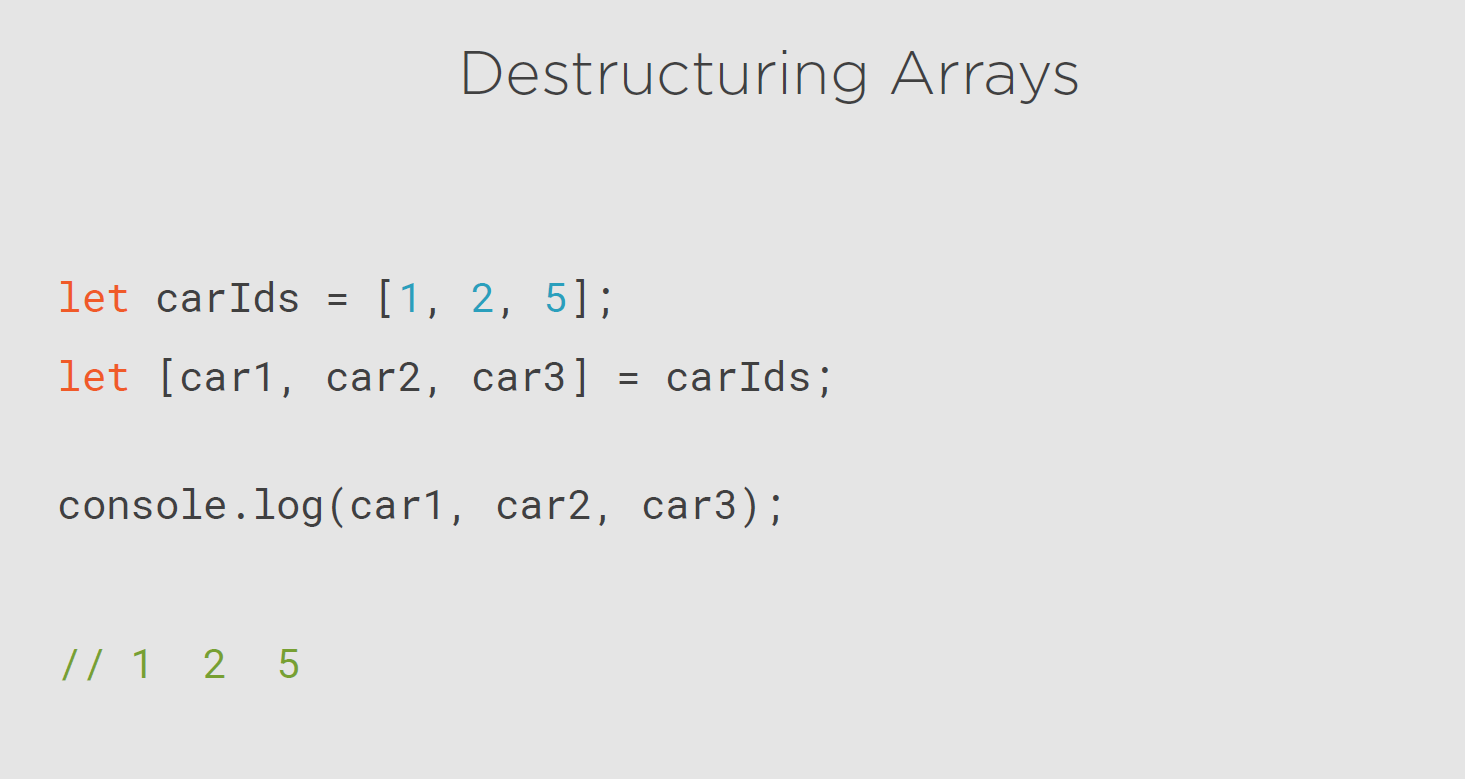 Destructuring Arrays
let carIds = [1, 2, 5];
let [car1, car2, car3] = carIds;
console.log(car1, car2, car3);
// 1  2  5